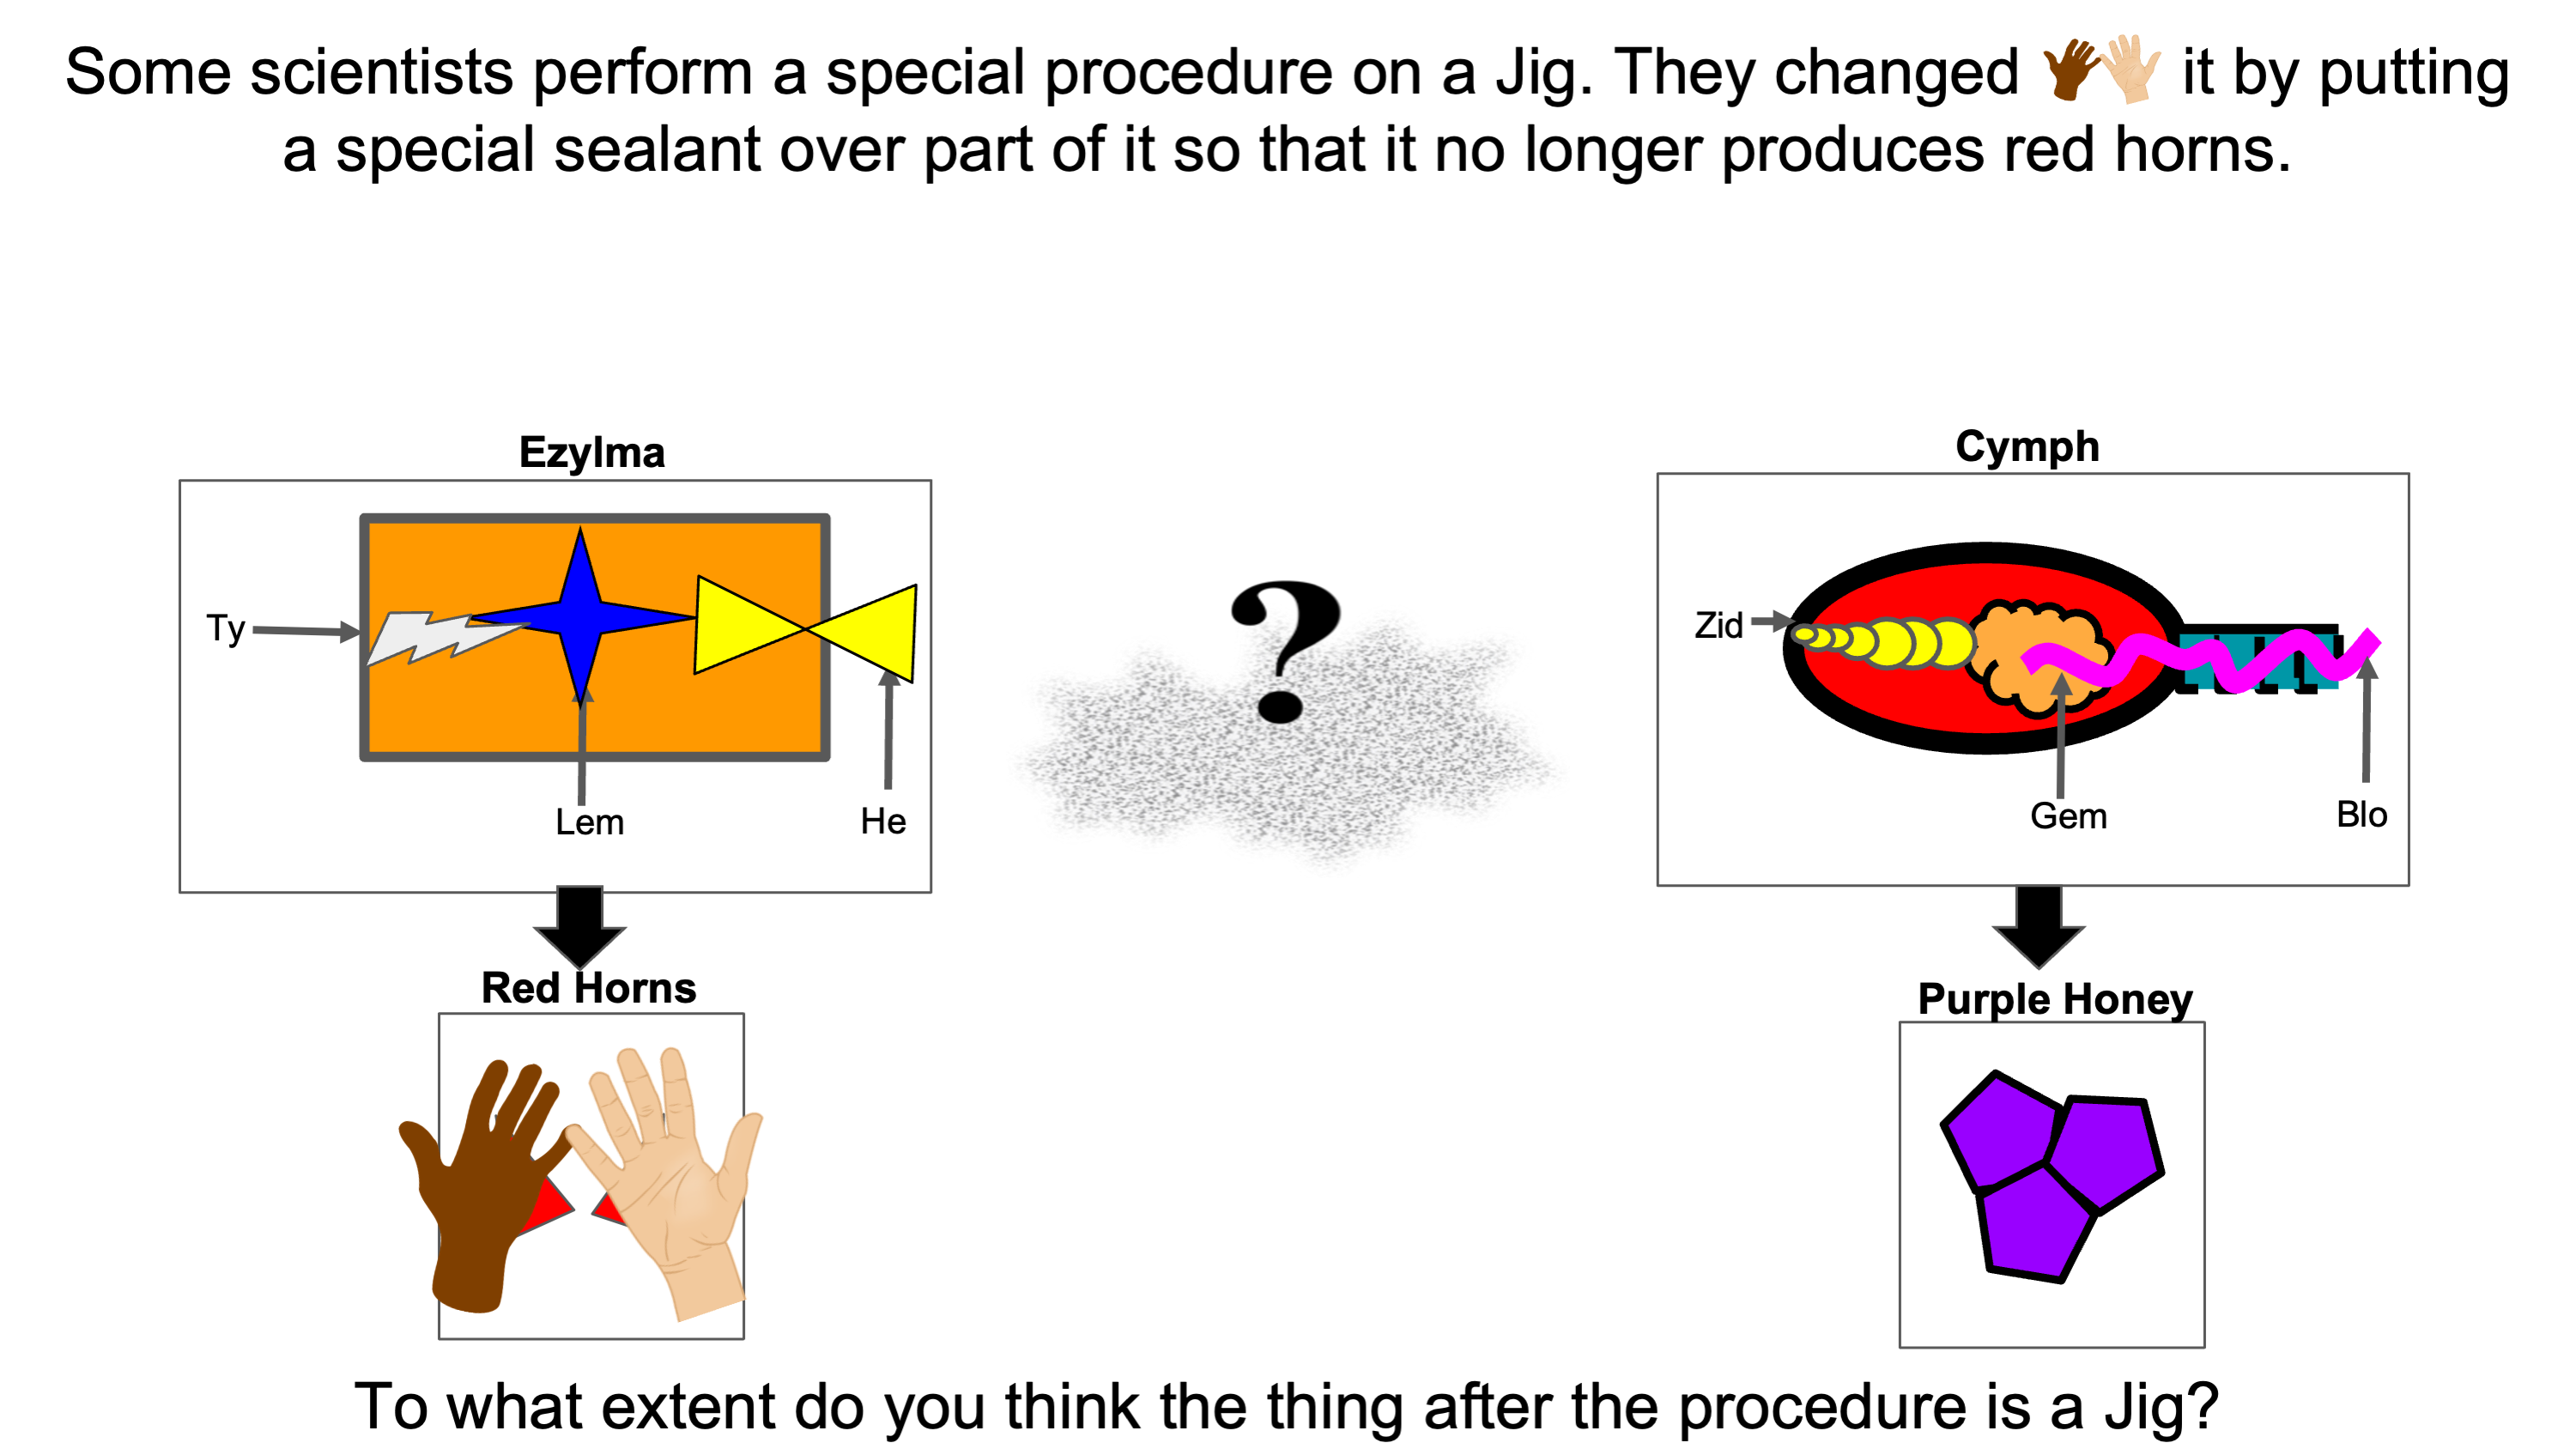 Some scientists perform a special procedure on a Jig. They changed it by putting
a special sealant over part of it so that it no longer produces red horns.
Ezylma
Cymph
Ty
Lem
He
?
Zid
Gem
Blo
Red Horns
Purple Honey
To what extent do you think the thing after the procedure is a Jig?